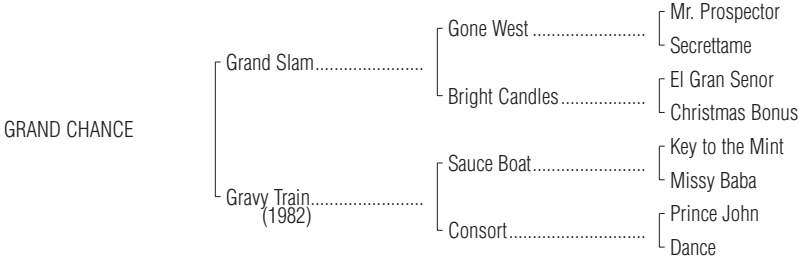 Mr. Prospector
Gone West ........................
Secrettame
Grand Slam.......................
El Gran Senor
Bright Candles..................
Christmas Bonus
GRAND CHANCE
Key to the Mint
Sauce Boat........................
Missy Baba
Gravy Train........................
(1982)
Prince John
Consort.............................
Dance